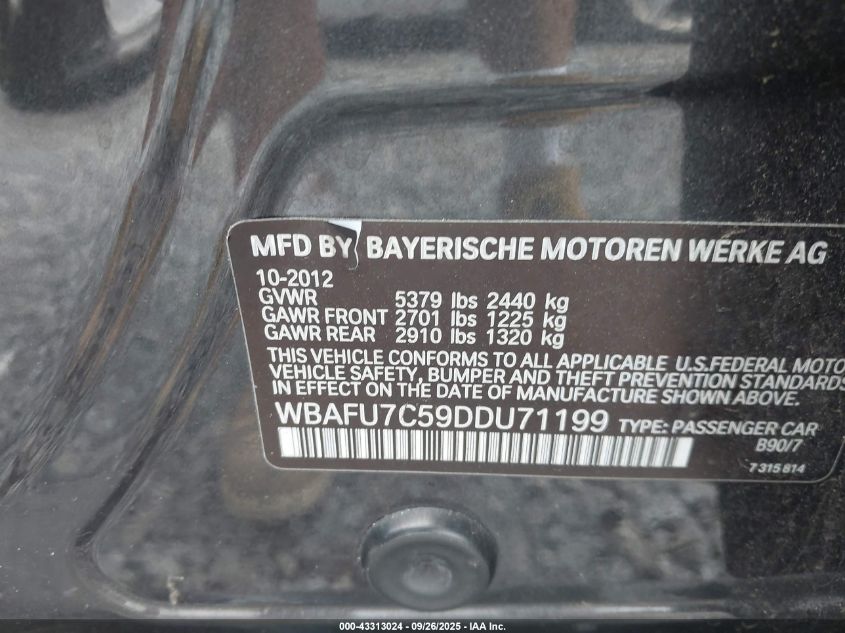 MFD BY BAYERISCHE MOTOREN WERKE AG
10-2012
GVWR 5379 lbs 2440 kg
GAWR FRONT 2701 lbs 1225 kg
GAWR REAR 2910 lbs 1320 kg
THIS VEHICLE CONFORMS TO ALL APPLICABLE U.S.FEDERAL MOTO
VEHICLE SAFETY, BUMPER AND THEFT PREVENTION STANDARDS
IN EFFECT ON THE DATE OF MANUFACTURE SHOWN ABOVE.
WBAFU7C59DDU71199 TYPE: PASSENGER CAR
B90/7
7 315 814
000-43313024 - 09/26/2025 - IAA Inc.